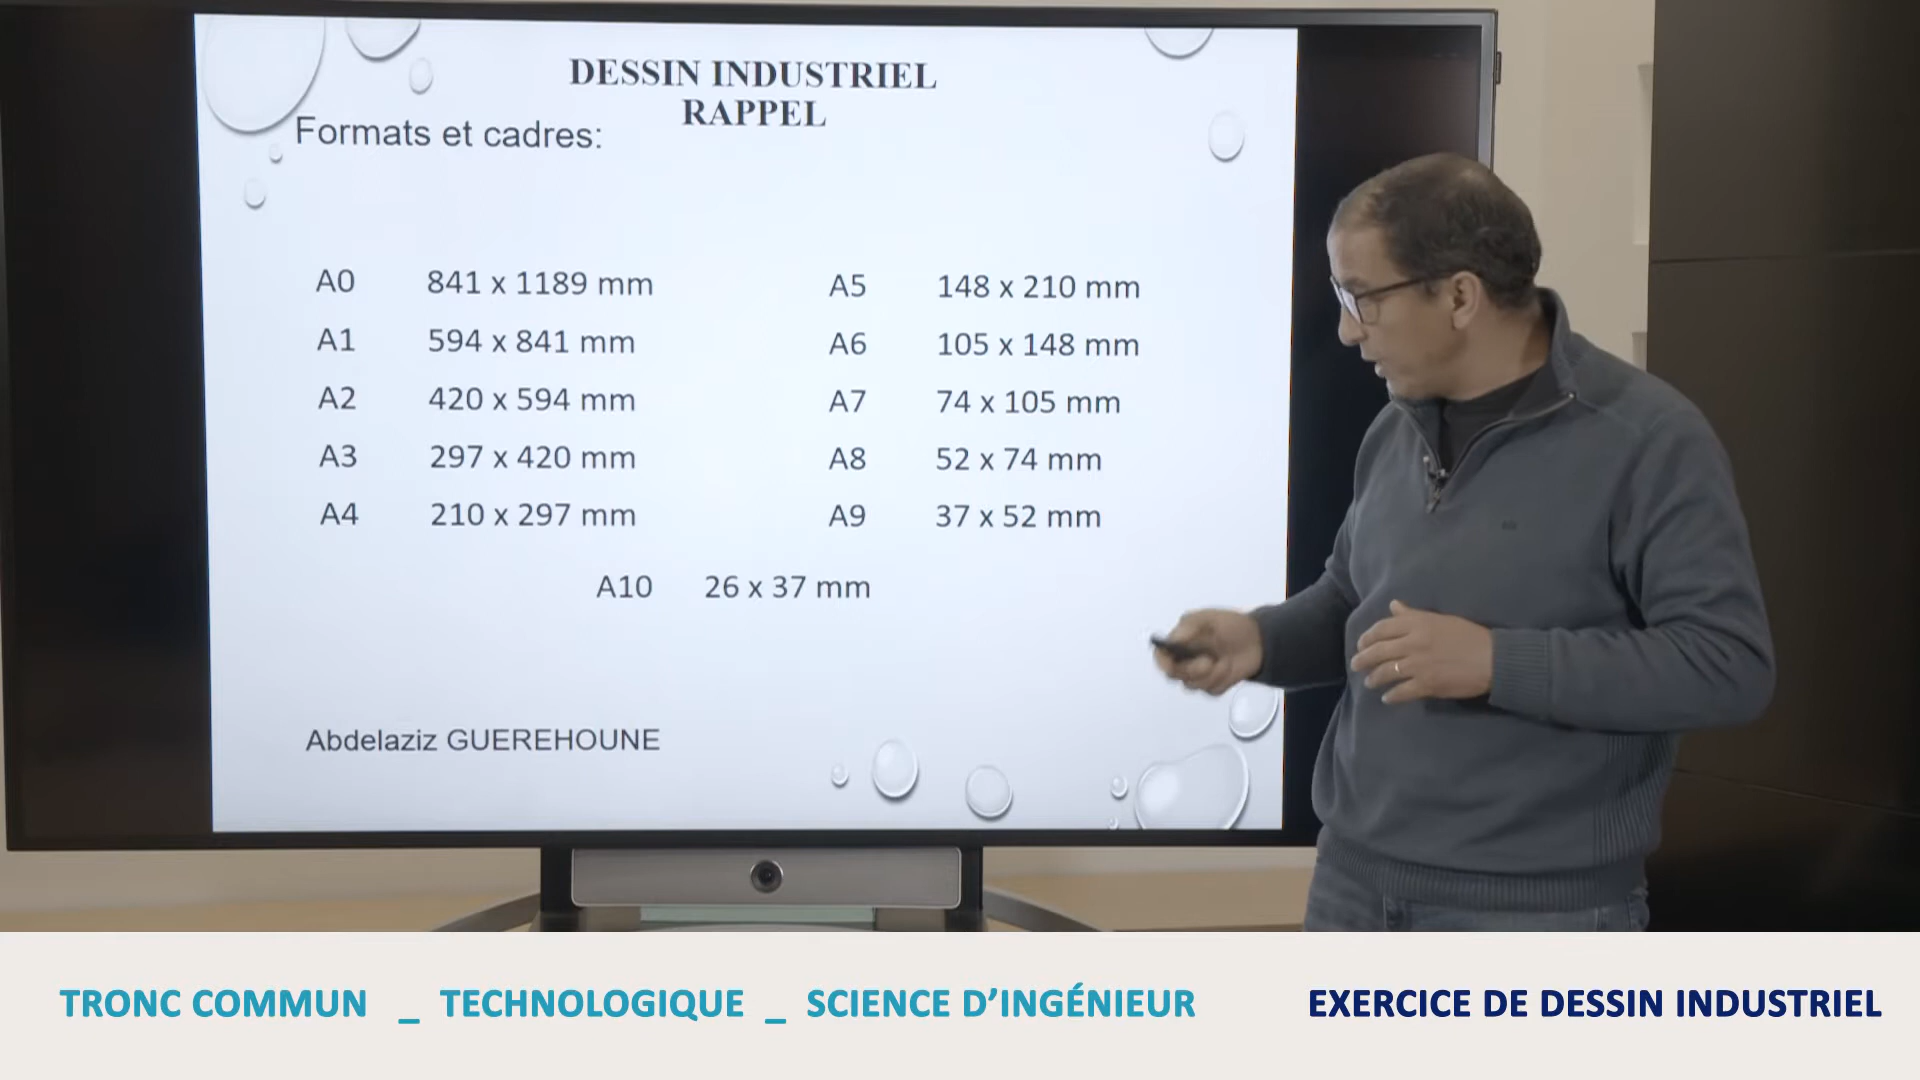 DESSIN INDUSTRIEL
RAPPEL
Formats et cadres:
A0 841 x 1189 mm
A1 594 x 841 mm
A2 420 x 594 mm
A3 297 x 420 mm
A4 210 x 297 mm
A5 148 x 210 mm
A6 105 x 148 mm
A7 74 x 105 mm
A8 52 x 74 mm
A9 37 x 52 mm
A10 26 x 37 mm
Abdelaziz GUEREHOUNE
TRONC COMMUN _ TECHNOLOGIQUE _ SCIENCE D’INGÉNIEUR
EXERCICE DE DESSIN INDUSTRIEL